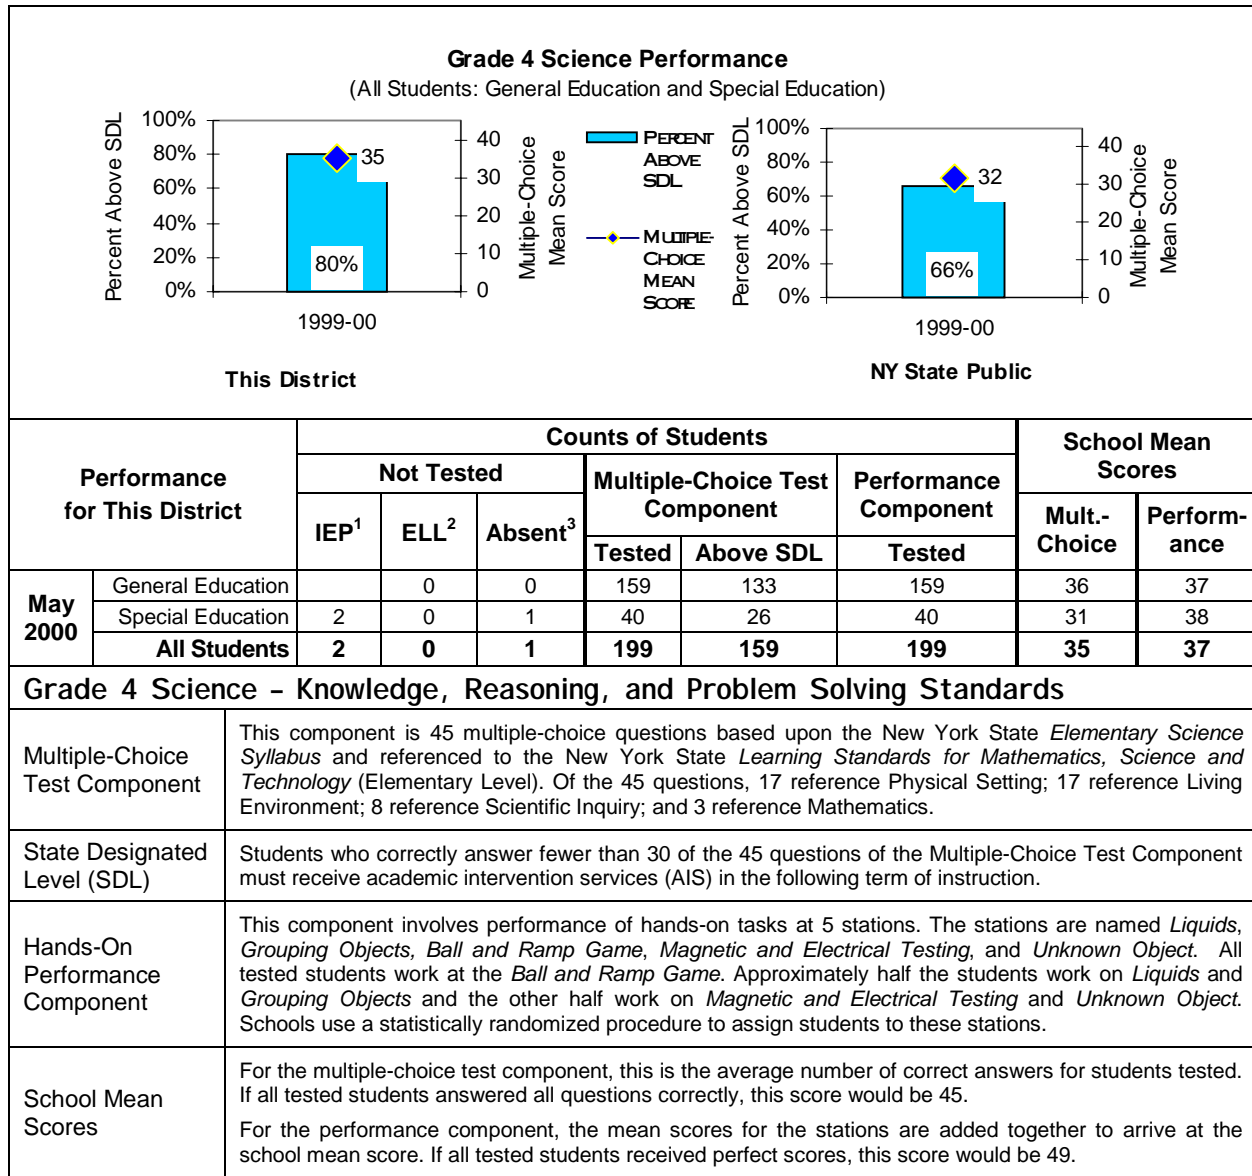 Grade 4 Science Performance
(All Students: General Education and Special Education)
Percent Above SDL
100%
80%
60%
40%
20%
0%
35
80%
1999-00
40
30
20
10
0
Multiple-Choice
Mean Score
This District
PERCENT
ABOVE
SDL
MULTIPLE-
CHOICE
MEAN
SCORE
Percent Above SDL
100%
80%
60%
40%
20%
0%
32
66%
1999-00
40
30
20
10
0
Multiple-Choice
Mean Score
NY State Public
Performance
for This District
Counts of Students
School Mean
Scores
Not Tested
Multiple-Choice Test
Component
Performance
Component
IEP1 ELL2 Absent3
Tested Above SDL Tested
Mult.-
Choice
Perform-
ance
May
2000
General Education 0 0 159 133 159 36 37
Special Education 2 0 1 40 26 40 31 38
All Students 2 0 1 199 159 199 35 37
Grade 4 Science – Knowledge, Reasoning, and Problem Solving Standards
Multiple-Choice
Test Component
This component is 45 multiple-choice questions based upon the New York State Elementary Science
Syllabus and referenced to the New York State Learning Standards for Mathematics, Science and
Technology (Elementary Level). Of the 45 questions, 17 reference Physical Setting; 17 reference Living
Environment; 8 reference Scientific Inquiry; and 3 reference Mathematics.
State Designated
Level (SDL)
Students who correctly answer fewer than 30 of the 45 questions of the Multiple-Choice Test Component
must receive academic intervention services (AIS) in the following term of instruction.
Hands-On
Performance
Component
This component involves performance of hands-on tasks at 5 stations. The stations are named Liquids,
Grouping Objects, Ball and Ramp Game, Magnetic and Electrical Testing, and Unknown Object. All
tested students work at the Ball and Ramp Game. Approximately half the students work on Liquids and
Grouping Objects and the other half work on Magnetic and Electrical Testing and Unknown Object.
Schools use a statistically randomized procedure to assign students to these stations.
School Mean
Scores
For the multiple-choice test component, this is the average number of correct answers for students tested.
If all tested students answered all questions correctly, this score would be 45.
For the performance component, the mean scores for the stations are added together to arrive at the
school mean score. If all tested students received perfect scores, this score would be 49.